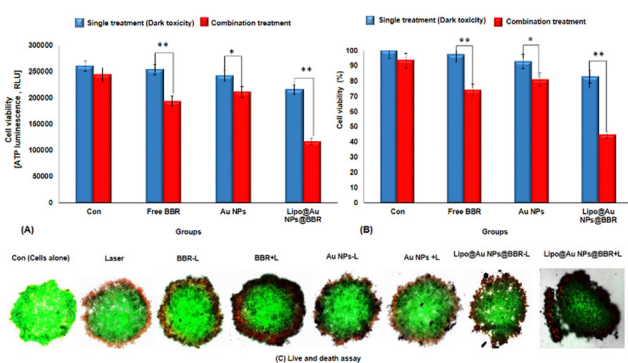 Single treatment (Dark toxicity) Combination treatment
300000
250000
200000
150000
100000
50000
0
Cell viability
[ATP luminescence , RLU]
** * **
Con Free BBR Au NPs Lipo@Au
NPs@BBR
(A) Groups
Single treatment (Dark toxicity) Combination treatment
100
90
80
70
60
50
40
30
20
10
0
Cell viability
(%)
** * **
Con Free BBR Au NPs Lipo@Au
NPs@BBR
(B) Groups
Con (Cells alone) Laser BBR-L BBR+L Au NPs-L Au NPs +L Lipo@Au NPs@BBR-L Lipo@Au NPs@BBR+L
(C) Live and death assay